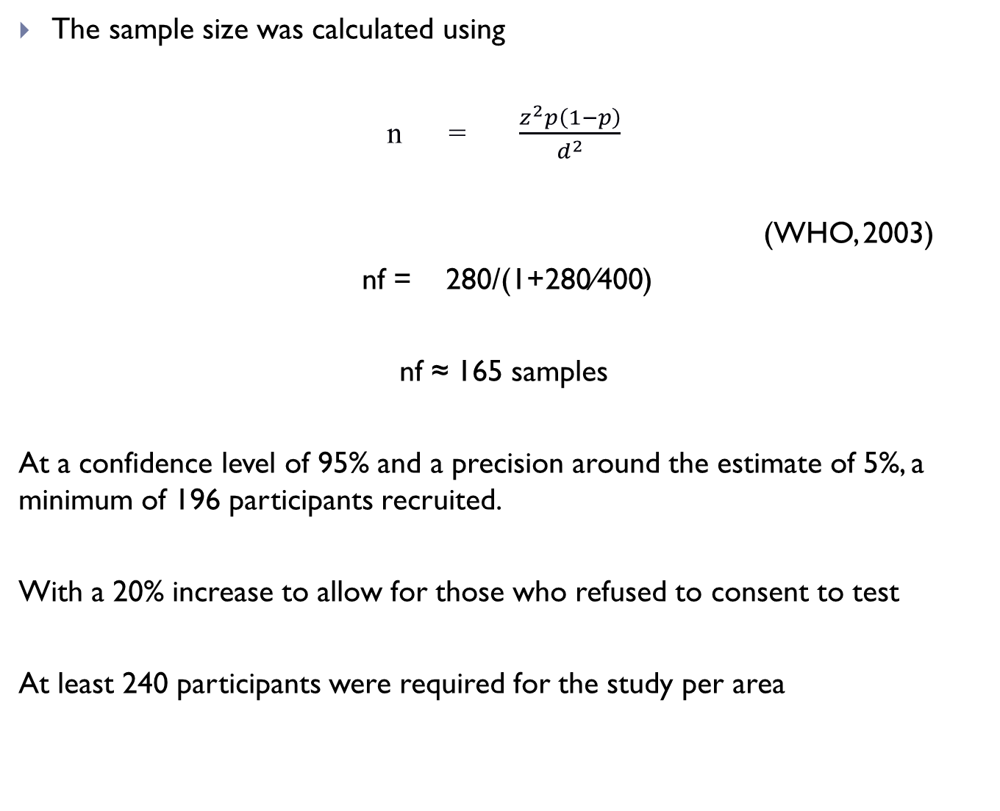 The sample size was calculated using
n = z²p(1−p)/d²
(WHO, 2003)
nf = 280/(1+280⁄400)
nf ≈ 165 samples
At a confidence level of 95% and a precision around the estimate of 5%, a
minimum of 196 participants recruited.
With a 20% increase to allow for those who refused to consent to test
At least 240 participants were required for the study per area